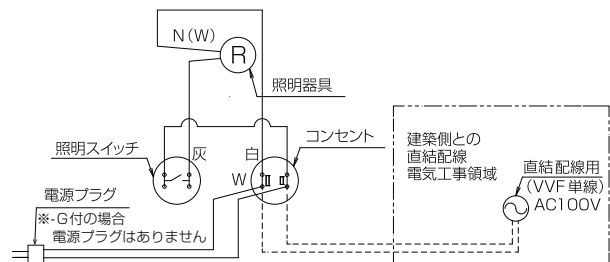 N(W)
R
照明器具
照明スイッチ
灰
白
コンセント
W
電源プラグ
※-G付の場合
電源プラグはありません
建築側との
直結配線
電気工事領域
直結配線用
(VVF単線)
AC100V